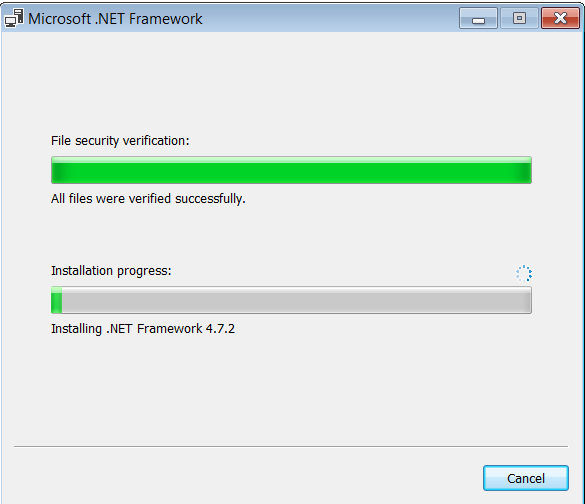 Microsoft .NET Framework
File security verification:
All files were verified successfully.
Installation progress:
Installing .NET Framework 4.7.2
Cancel